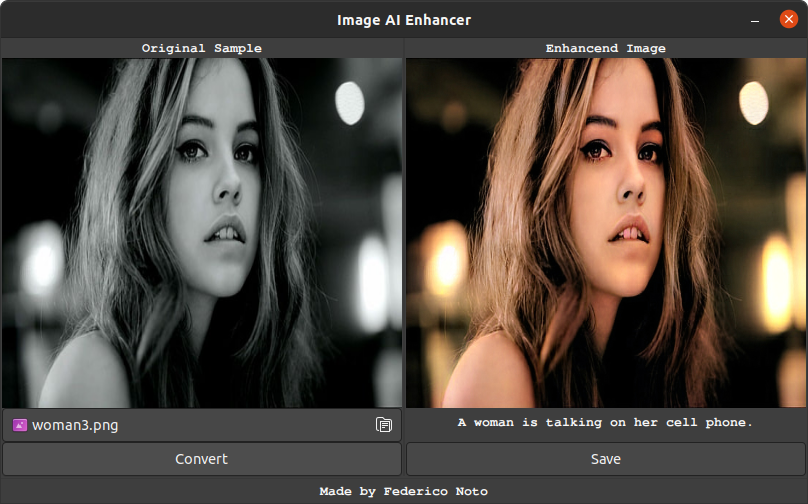 Image AI Enhancer
Original Sample
Enhancend Image
woman3.png
A woman is talking on her cell phone.
Convert
Save
Made by Federico Noto